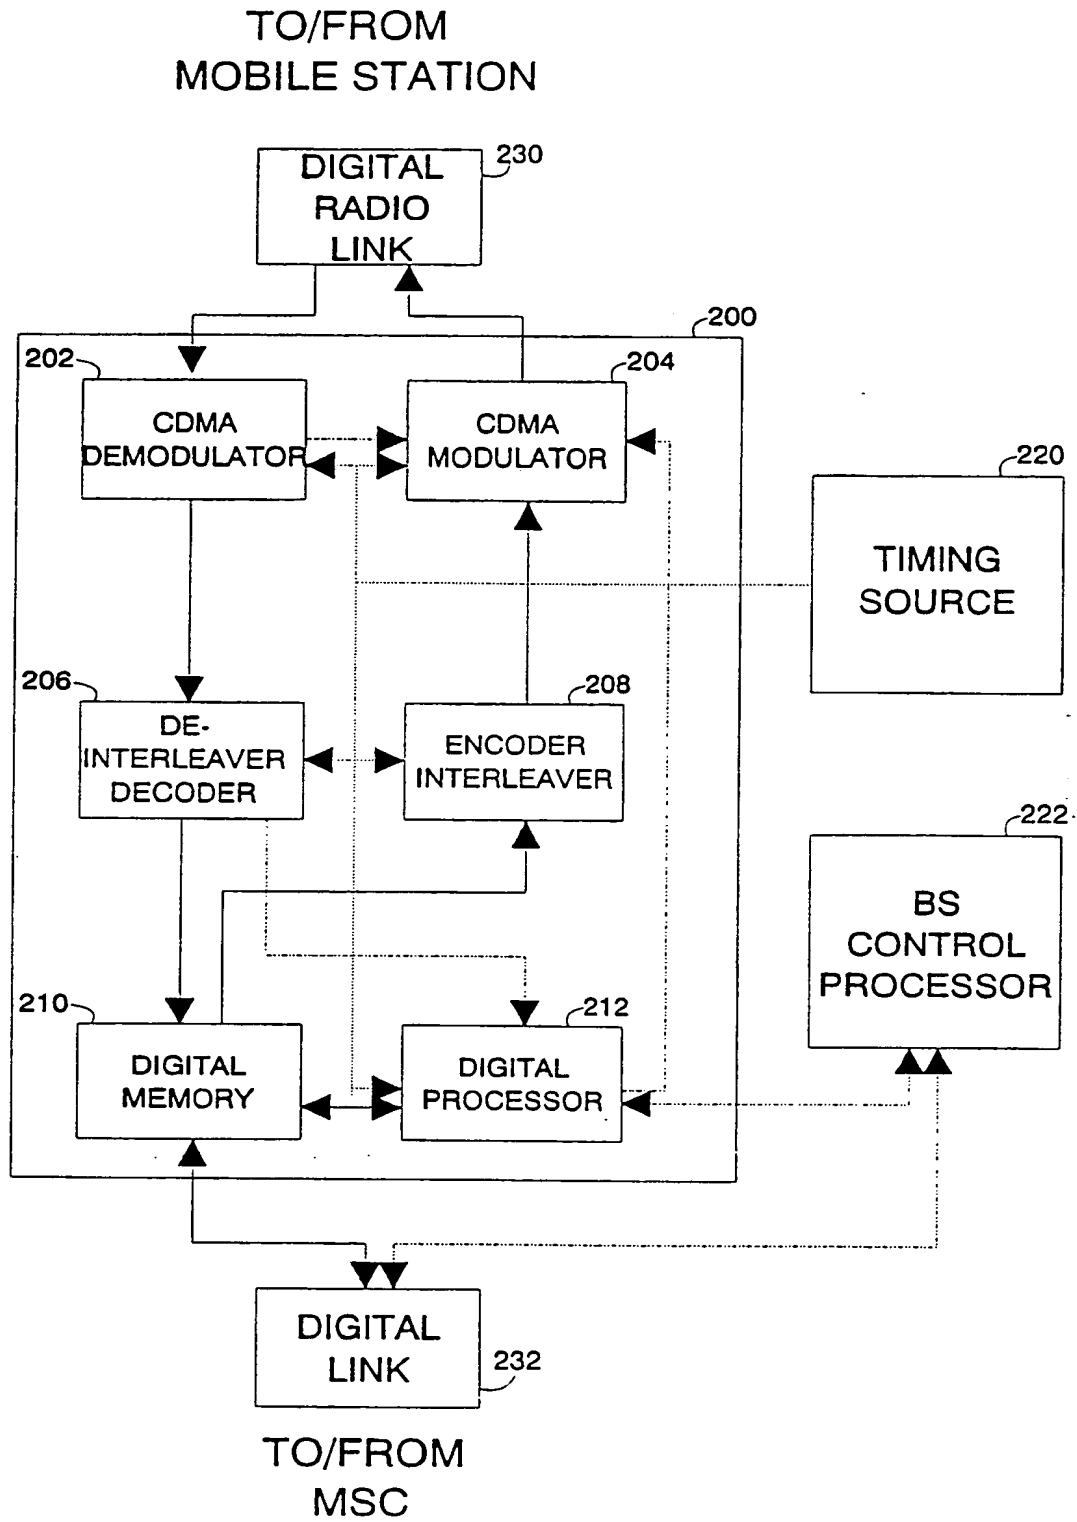 TO/FROM
MOBILE STATION
230
DIGITAL
RADIO
LINK
200
202
CDMA
DEMODULATOR
204
CDMA
MODULATOR
220
TIMING
SOURCE
206
DE-
INTERLEAVER
DECODER
208
ENCODER
INTERLEAVER
222
BS
CONTROL
PROCESSOR
210
DIGITAL
MEMORY
212
DIGITAL
PROCESSOR
DIGITAL
LINK
232
TO/FROM
MSC